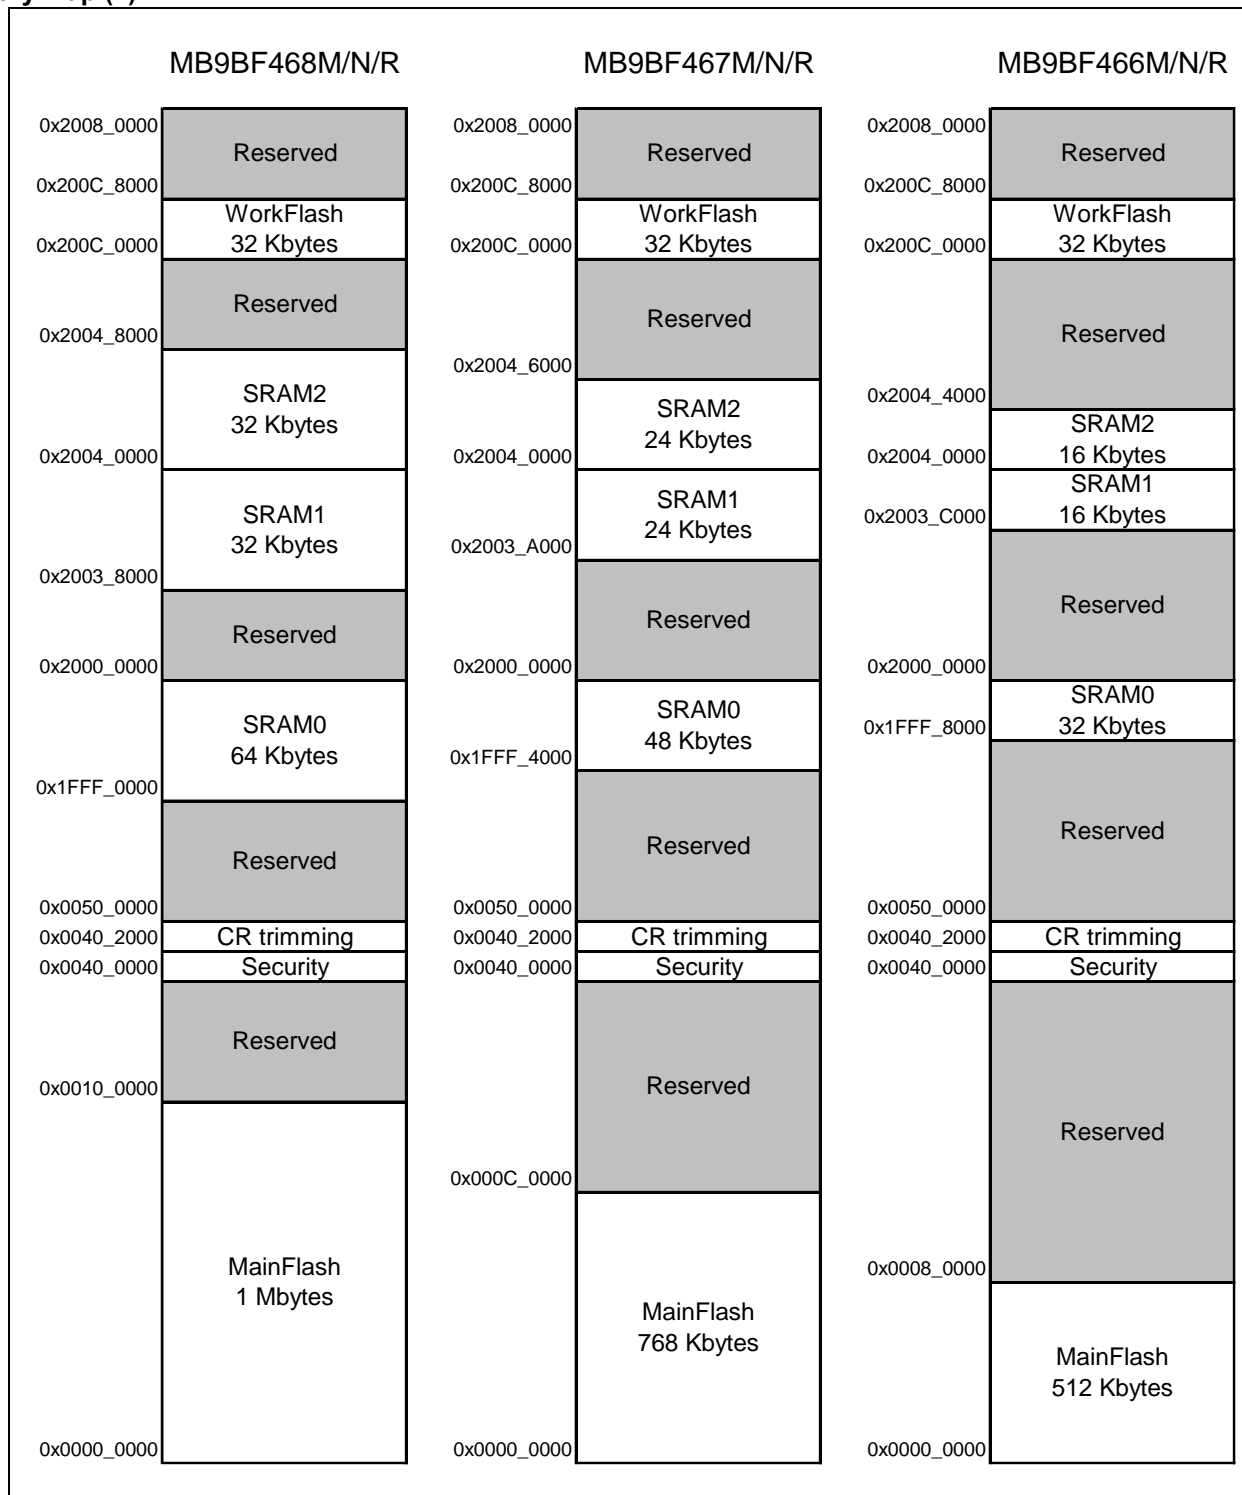 MB9BF468M/N/R MB9BF467M/N/R MB9BF466M/N/R
0x2008_0000
Reserved
0x200C_8000
WorkFlash
32 Kbytes
0x200C_0000
Reserved
0x2004_8000
SRAM2
32 Kbytes
0x2004_0000
SRAM1
32 Kbytes
0x2003_8000
Reserved
0x2000_0000
SRAM0
64 Kbytes
0x1FFF_0000
Reserved
0x0050_0000
0x0040_2000 CR trimming
0x0040_0000 Security
Reserved
0x0010_0000
MainFlash
1 Mbytes
0x0000_0000
0x2008_0000
Reserved
0x200C_8000
WorkFlash
32 Kbytes
0x200C_0000
Reserved
0x2004_6000
SRAM2
24 Kbytes
0x2004_0000
SRAM1
24 Kbytes
0x2003_A000
Reserved
0x2000_0000
SRAM0
48 Kbytes
0x1FFF_4000
Reserved
0x0050_0000
0x0040_2000 CR trimming
0x0040_0000 Security
Reserved
0x000C_0000
MainFlash
768 Kbytes
0x0000_0000
0x2008_0000
Reserved
0x200C_8000
WorkFlash
32 Kbytes
0x200C_0000
Reserved
0x2004_4000
SRAM2
16 Kbytes
0x2004_0000
SRAM1
16 Kbytes
0x2003_C000
Reserved
0x2000_0000
SRAM0
32 Kbytes
0x1FFF_8000
Reserved
0x0050_0000
0x0040_2000 CR trimming
0x0040_0000 Security
Reserved
0x0008_0000
MainFlash
512 Kbytes
0x0000_0000